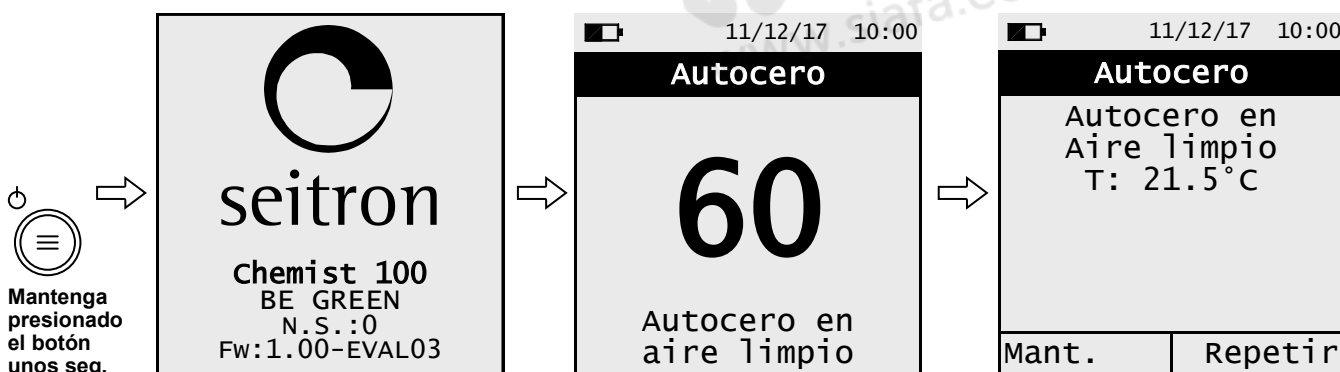 Mantenga
presionado
el botón
unos seg.
seitron
Chemist 100
BE GREEN
N.S.:0
Fw:1.00-EVAL03
11/12/17 10:00
Autocero
60
Autocero en
aire limpio
11/12/17 10:00
Autocero
Autocero en
Aire limpio
T: 21.5°C
Mant. Repetir